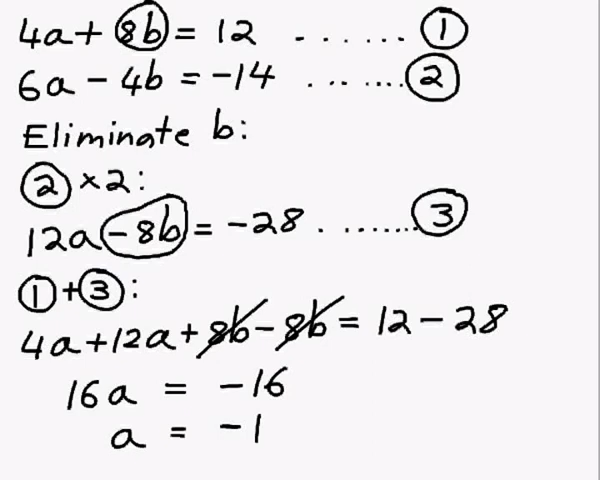 4a + 8b = 12 ....... ①
6a - 4b = -14 ....... ②
Eliminate b:
② ×2:
12a - 8b = -28 ........ ③
① + ③:
4a + 12a + 8b - 8b = 12 - 28
16a = -16
a = -1